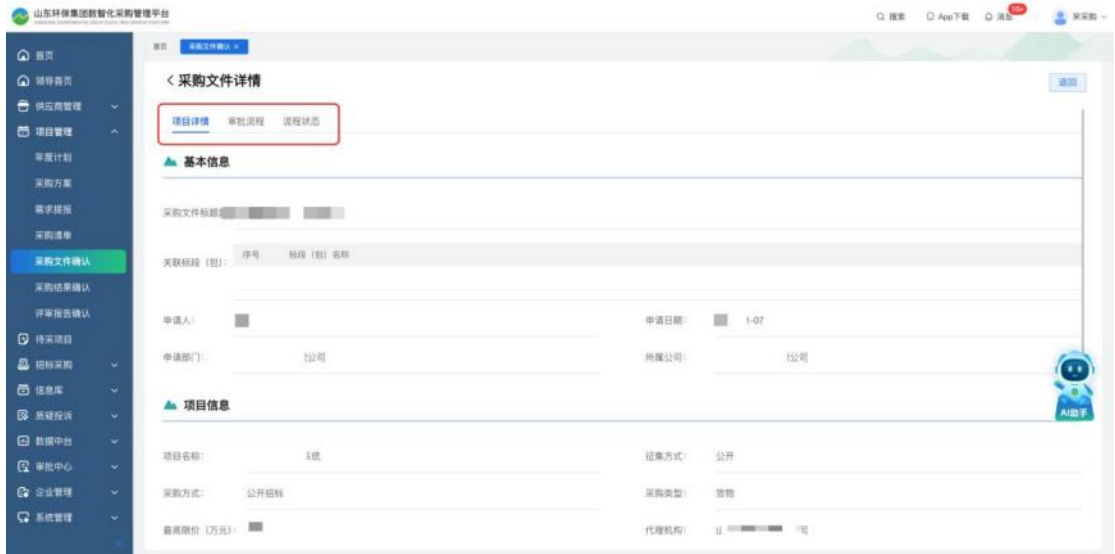 山东环保集团数智化采购管理平台
搜索 App下载 消息 10+
首页 采购文件确认 ×
首页
领导首页
供应商管理
项目管理
年度计划
采购方案
需求提报
采购清单
采购文件确认
采购结果确认
评审报告确认
待采项目
招标采购
信息库
质疑投诉
数据中台
审批中心
企业管理
系统管理
采购文件详情
返回
项目详情 审批流程 流程状态
基本信息
采购文件标题:
关联标段（包）: 序号 标段（包）名称
申请人: 申请日期: 1-07
申请部门: 公司 所属公司: 公司
项目信息
项目名称: 系统 征集方式: 公开
采购方式: 公开招标 采购类型: 货物
最高限价（万元）: 代理机构:
AI助手